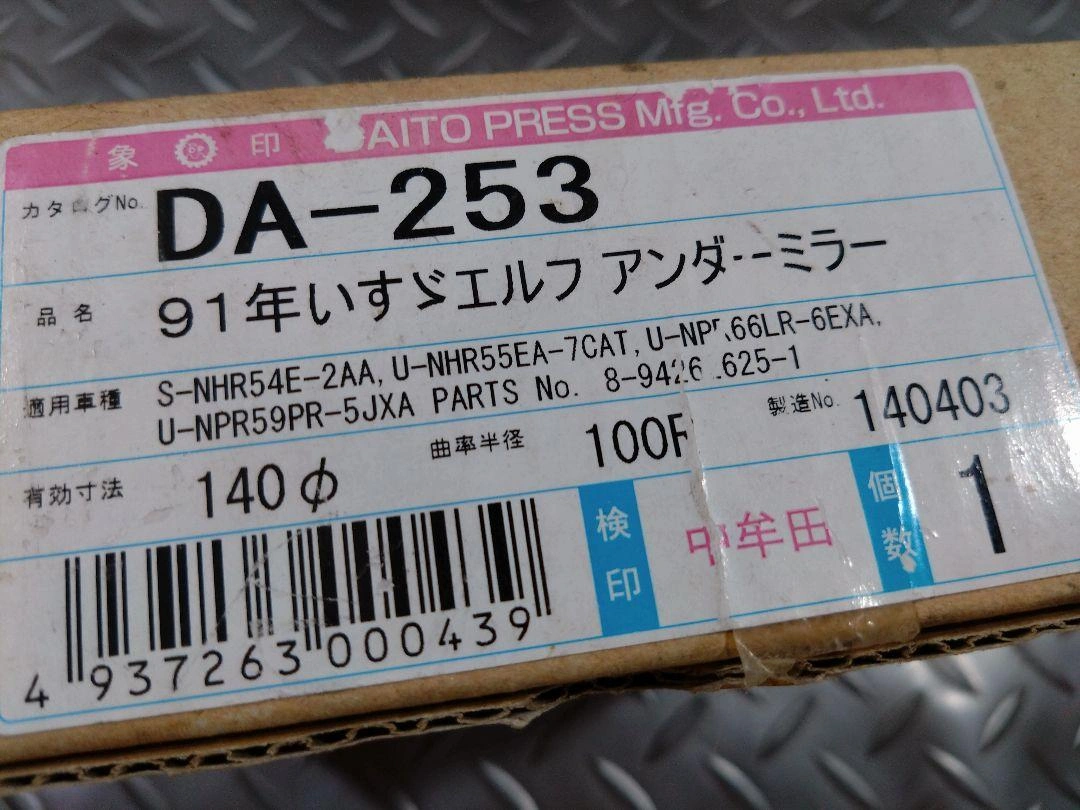 象 印 AITO PRESS Mfg. Co., Ltd.
カタログNo. DA-253
品名 91年いすゞエルフ アンダーミラー
適用車種 S-NHR54E-2AA, U-NHR55EA-7CAT, U-NPR66LR-6EXA,
U-NPR59PR-5JXA PARTS No. 8-9426 625-1
有効寸法 140φ 曲率半径 100R 製造No. 140403
検印 中牟田 個数 1
4 937263 000439